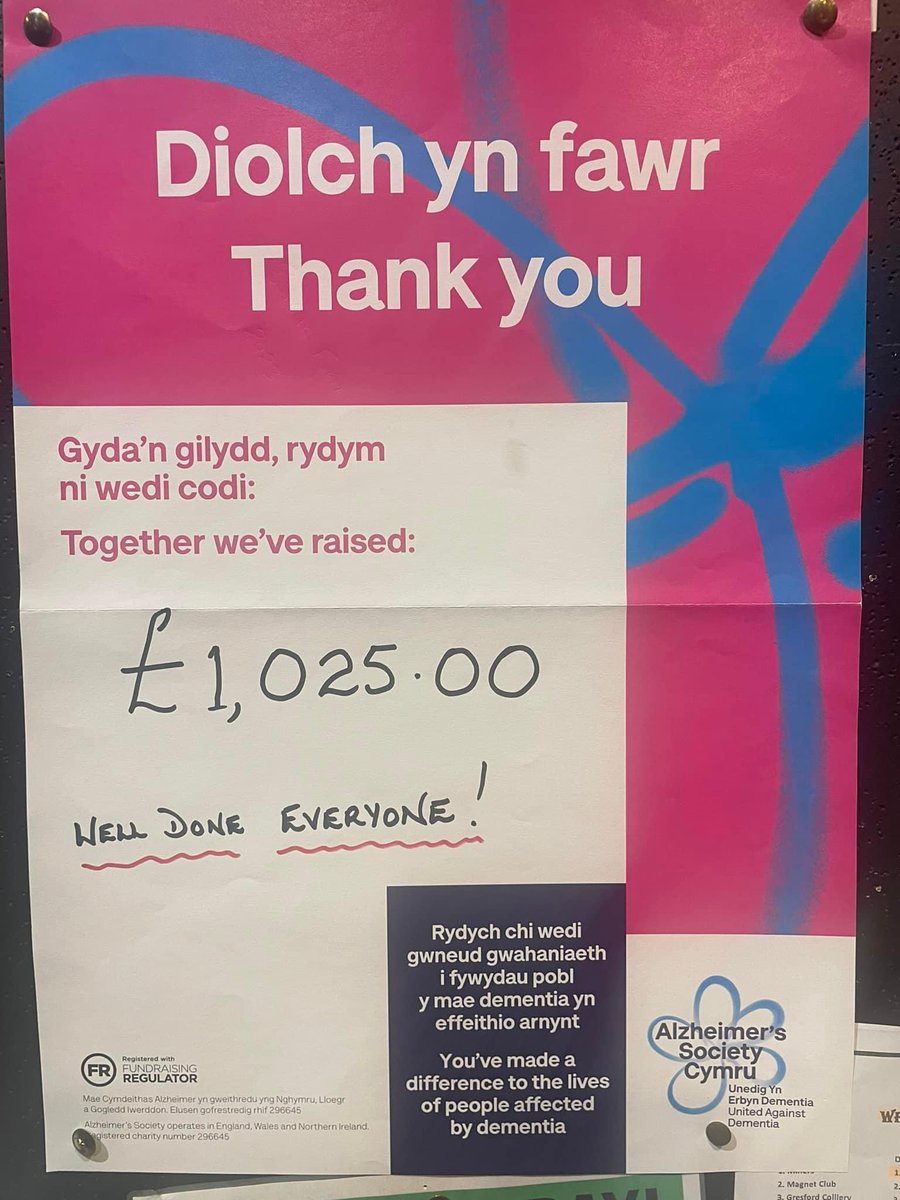 Diolch yn fawr
Thank you
Gyda'n gilydd, rydym
ni wedi codi:
Together we've raised:
£1,025.00
WELL DONE EVERYONE!
Rydych chi wedi
gwneud gwahaniaeth
i fywydau pobl
y mae dementia yn
effeithio arnynt
You've made a
difference to the lives
of people affected
by dementia
FR
Registered with
FUNDRAISING
REGULATOR
Mae Cymdeithas Alzheimer yn gweithredu yng Nghymru, Lloegr
a Gogledd Iwerddon. Elusen gofrestredig rhif 296645
Alzheimer's Society operates in England, Wales and Northern Ireland.
Registered charity number 296645
Alzheimer's
Society
Cymru
Unedig Yn
Erbyn Dementia
United Against
Dementia
2. Magnet Club
3. Gresford Colliery